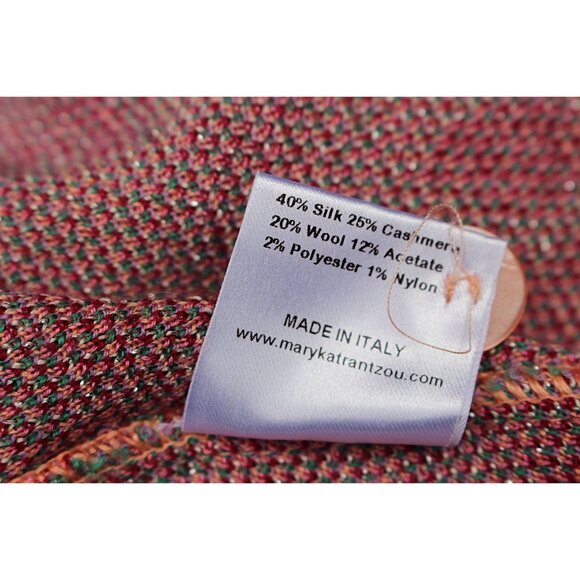 40% Silk 25% Cashmere
20% Wool 12% Acetate
2% Polyester 1% Nylon
MADE IN ITALY
www.marykatrantzou.com